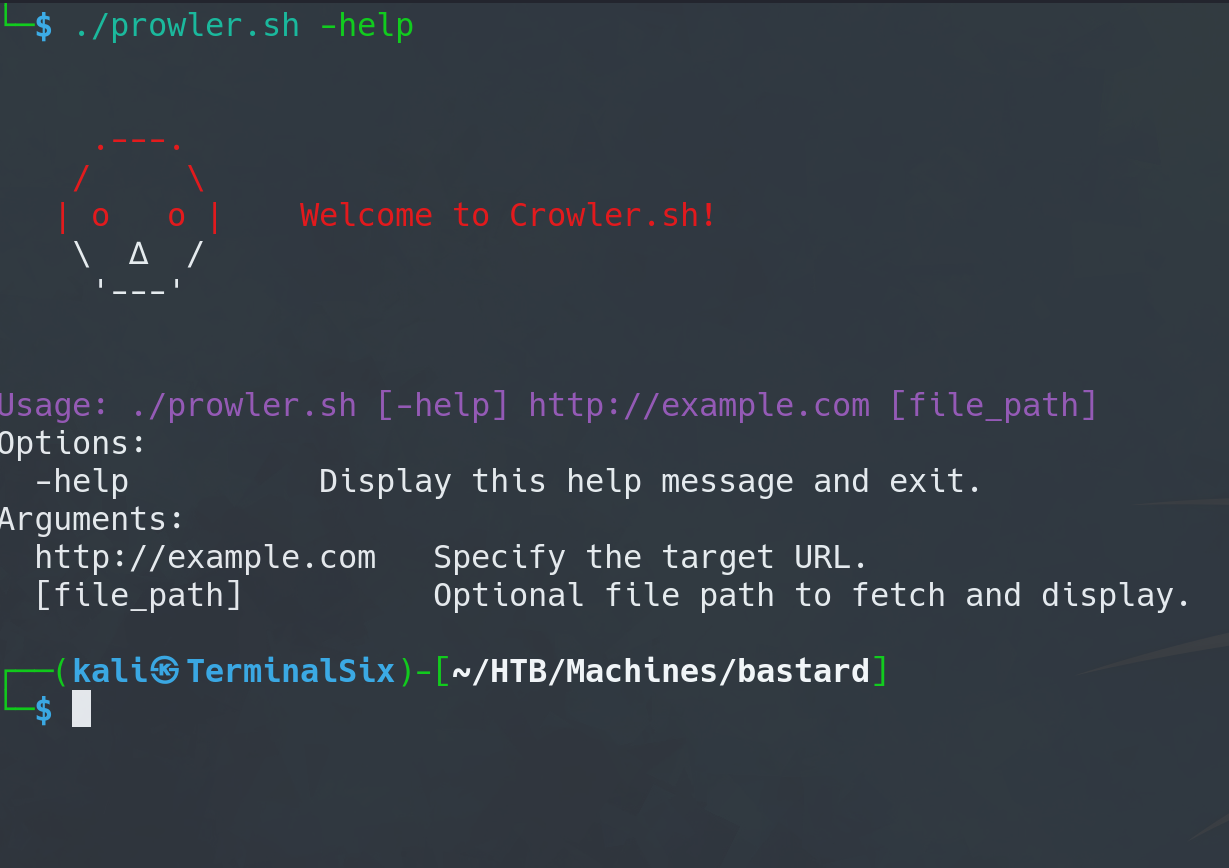 └─$ ./prowler.sh -help
.---.
/     \
| o   o |    Welcome to Crowler.sh!
\  Δ  /
'---'
Usage: ./prowler.sh [-help] http://example.com [file_path]
Options:
  -help          Display this help message and exit.
Arguments:
  http://example.com   Specify the target URL.
  [file_path]          Optional file path to fetch and display.
┌──(kali㉿TerminalSix)-[~/HTB/Machines/bastard]
└─$